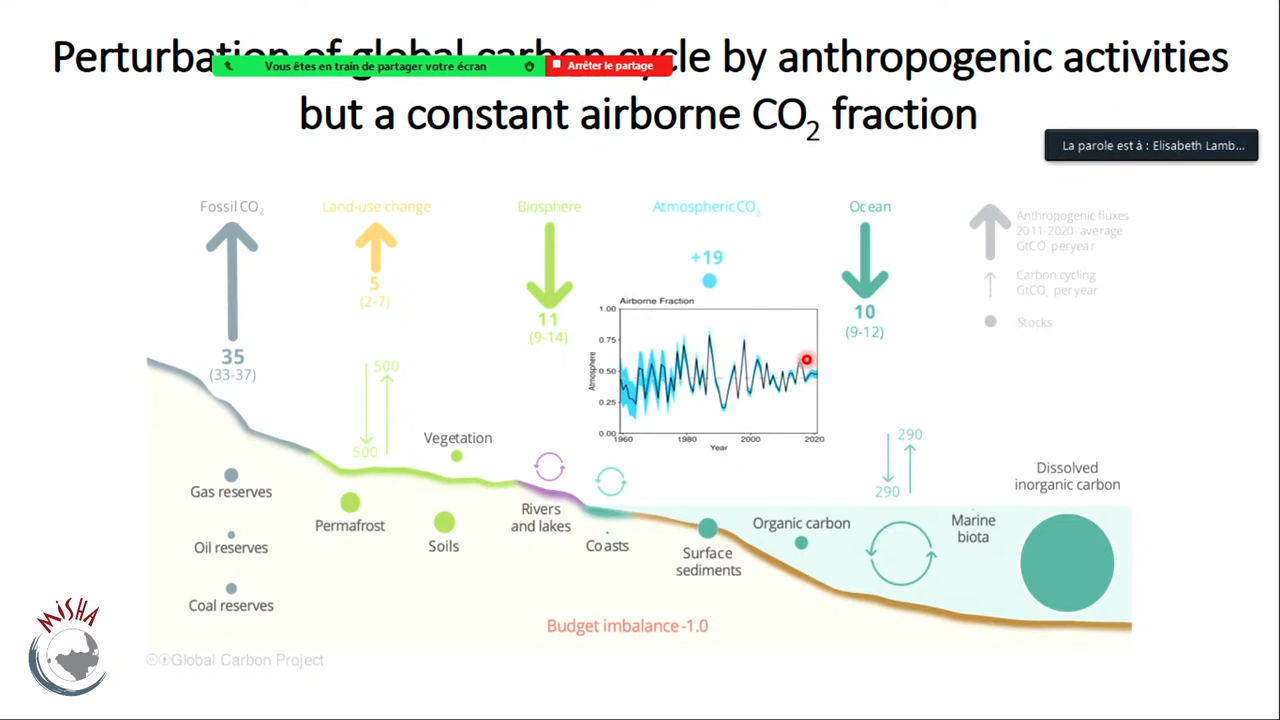 Perturbation of global carbon cycle by anthropogenic activities
Vous êtes en train de partager votre écran
Arrêter le partage
but a constant airborne CO2 fraction
La parole est à : Elisabeth Lamb...
Fossil CO2
Land-use change
Biosphere
Atmospheric CO2
Ocean
Anthropogenic fluxes
2011-2020 average
GtCO2 per year
Carbon cycling
GtCO2 per year
Stocks
+19
5
(2-7)
11
(9-14)
10
(9-12)
35
(33-37)
Airborne Fraction
1.00
0.75
0.50
0.25
0.00
Atmosphere
1960
1980
2000
2020
Year
500
500
290
290
Vegetation
Gas reserves
Oil reserves
Coal reserves
Permafrost
Soils
Rivers
and lakes
Coasts
Surface
sediments
Organic carbon
Marine
biota
Dissolved
inorganic carbon
Budget imbalance -1.0
Global Carbon Project
MISHA